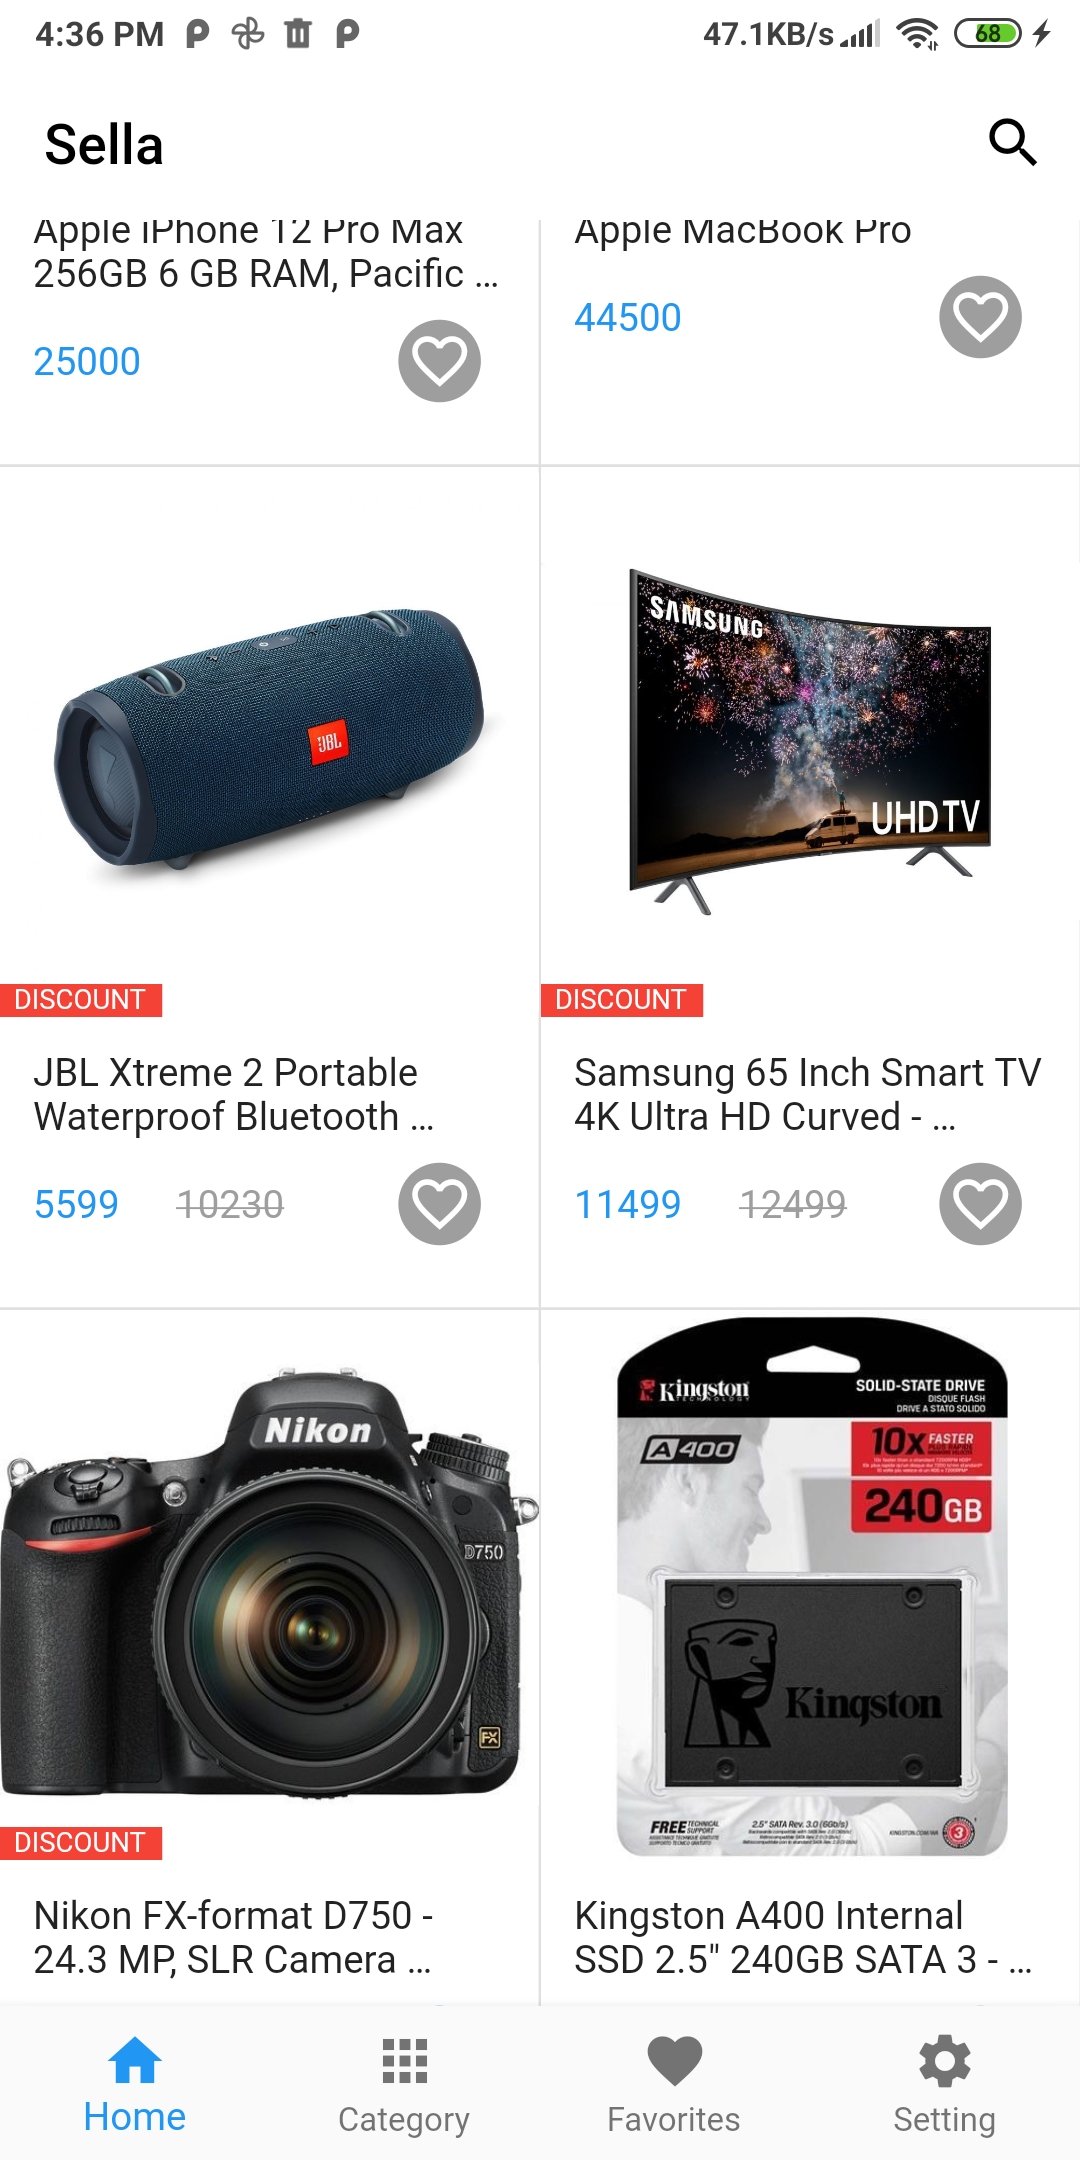 4:36 PM
47.1KB/s
68
Sella
Apple iPhone 12 Pro Max
256GB 6 GB RAM, Pacific ...
25000
Apple MacBook Pro
44500
JBL
SAMSUNG
UHD TV
DISCOUNT
DISCOUNT
JBL Xtreme 2 Portable
Waterproof Bluetooth ...
5599 10230
Samsung 65 Inch Smart TV
4K Ultra HD Curved - ...
11499 12499
Nikon
D750
FX
Kingston
TECHNOLOGY
SOLID-STATE DRIVE
DISQUE FLASH
DRIVE A STATO SOLIDO
A400
10x FASTER
PLUS RAPIDE
240GB
Kingston
FREE TECHNICAL
SUPPORT
2.5" SATA Rev. 3.0 (6Gb/s)
3
DISCOUNT
Nikon FX-format D750 -
24.3 MP, SLR Camera ...
Kingston A400 Internal
SSD 2.5" 240GB SATA 3 - ...
Home
Category
Favorites
Setting